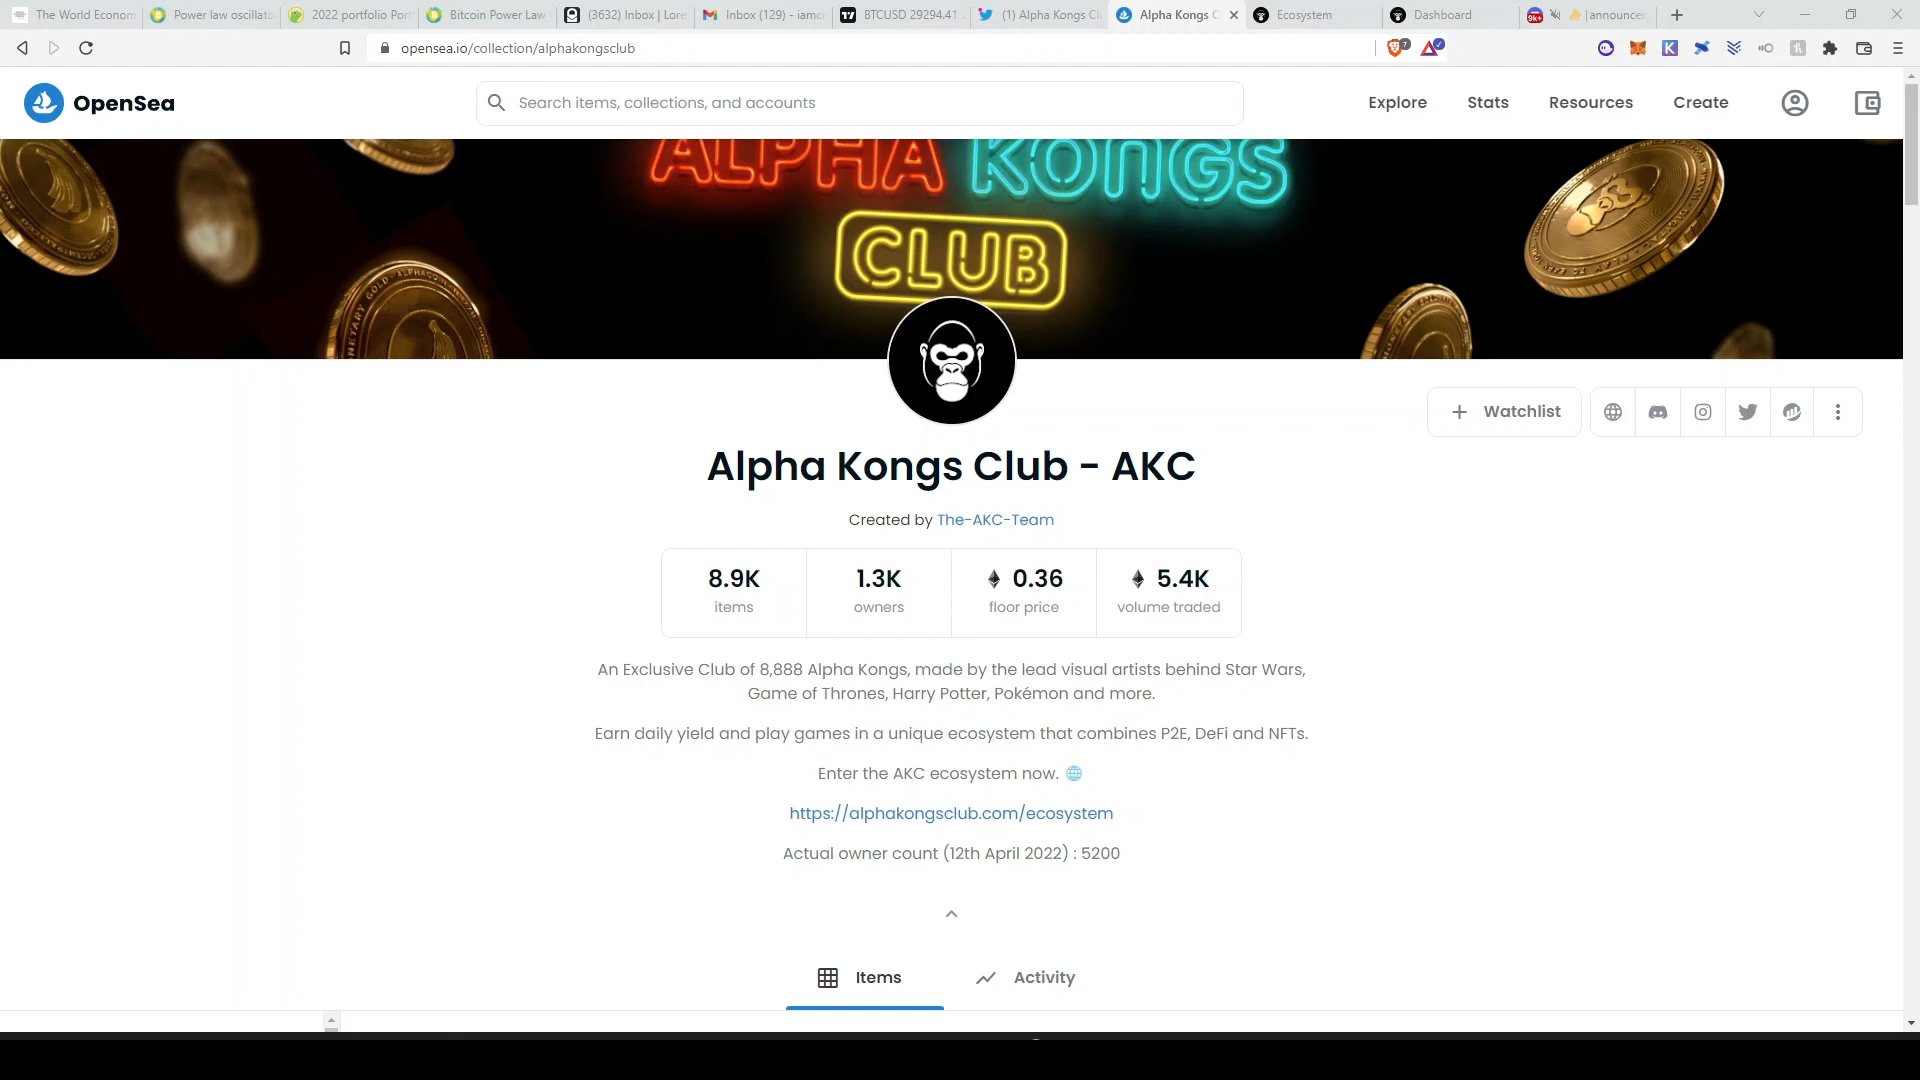 The World Econom
Power law oscillato
2022 portfolio Por
Bitcoin Power Law
(3632) Inbox | Lore
Inbox (129) - iamcr
BTCUSD 29294.41
(1) Alpha Kongs Cl
Alpha Kongs C
Ecosystem
Dashboard
9k+
| announcer
opensea.io/collection/alphakongsclub
7
OpenSea
Search items, collections, and accounts
Explore
Stats
Resources
Create
ALPHA KONGS
CLUB
Watchlist
Alpha Kongs Club - AKC
Created by The-AKC-Team
8.9K
items
1.3K
owners
0.36
floor price
5.4K
volume traded
An Exclusive Club of 8,888 Alpha Kongs, made by the lead visual artists behind Star Wars,
Game of Thrones, Harry Potter, Pokémon and more.
Earn daily yield and play games in a unique ecosystem that combines P2E, DeFi and NFTs.
Enter the AKC ecosystem now. 🌐
https://alphakongsclub.com/ecosystem
Actual owner count (12th April 2022) : 5200
Items
Activity